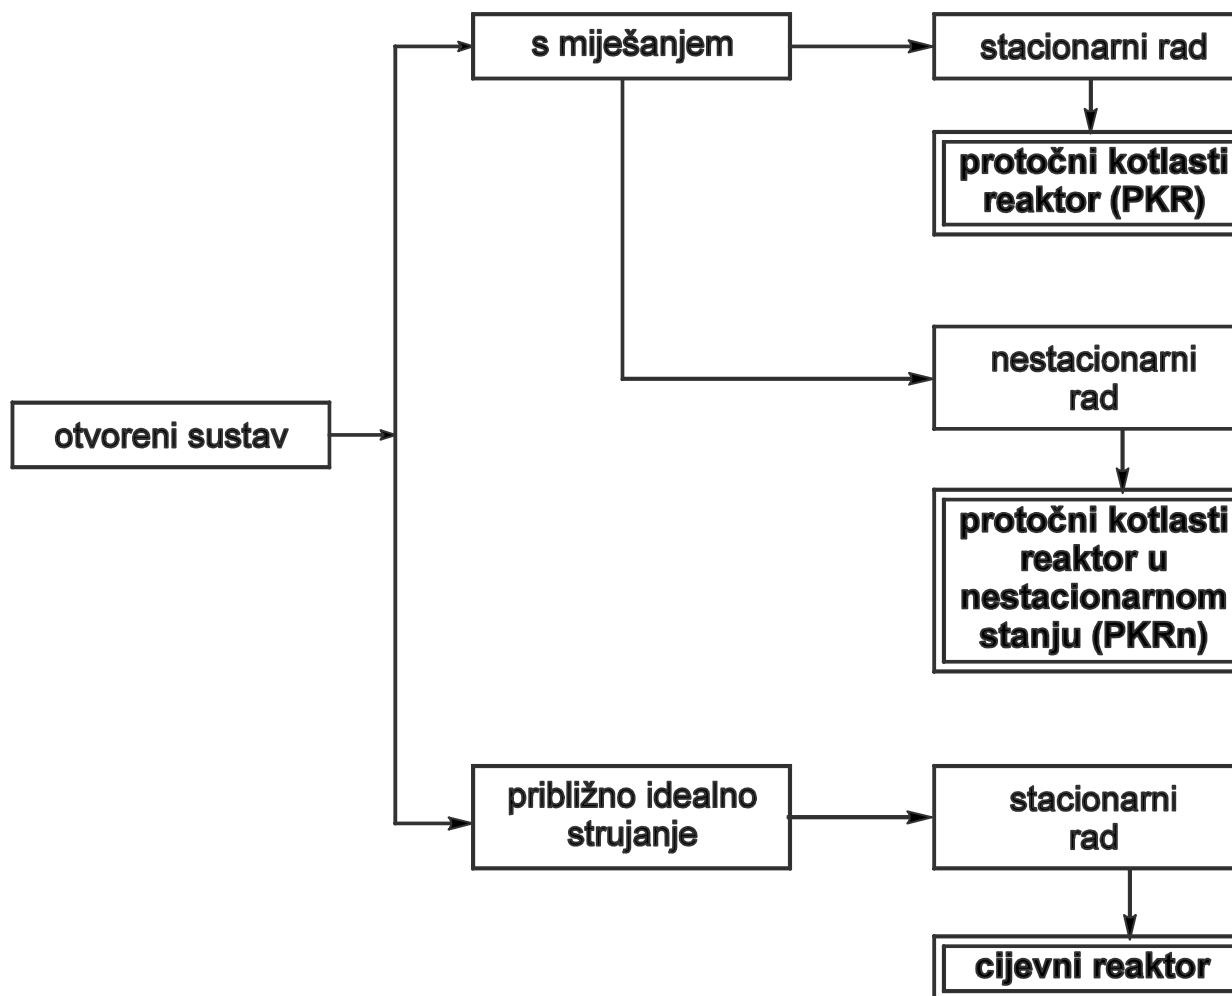 s miješanjem
stacionarni rad
protočni kotlasti
reaktor (PKR)
nestacionarni
rad
otvoreni sustav
protočni kotlasti
reaktor u
nestacionarnom
stanju (PKRn)
približno idealno
strujanje
stacionarni
rad
cijevni reaktor